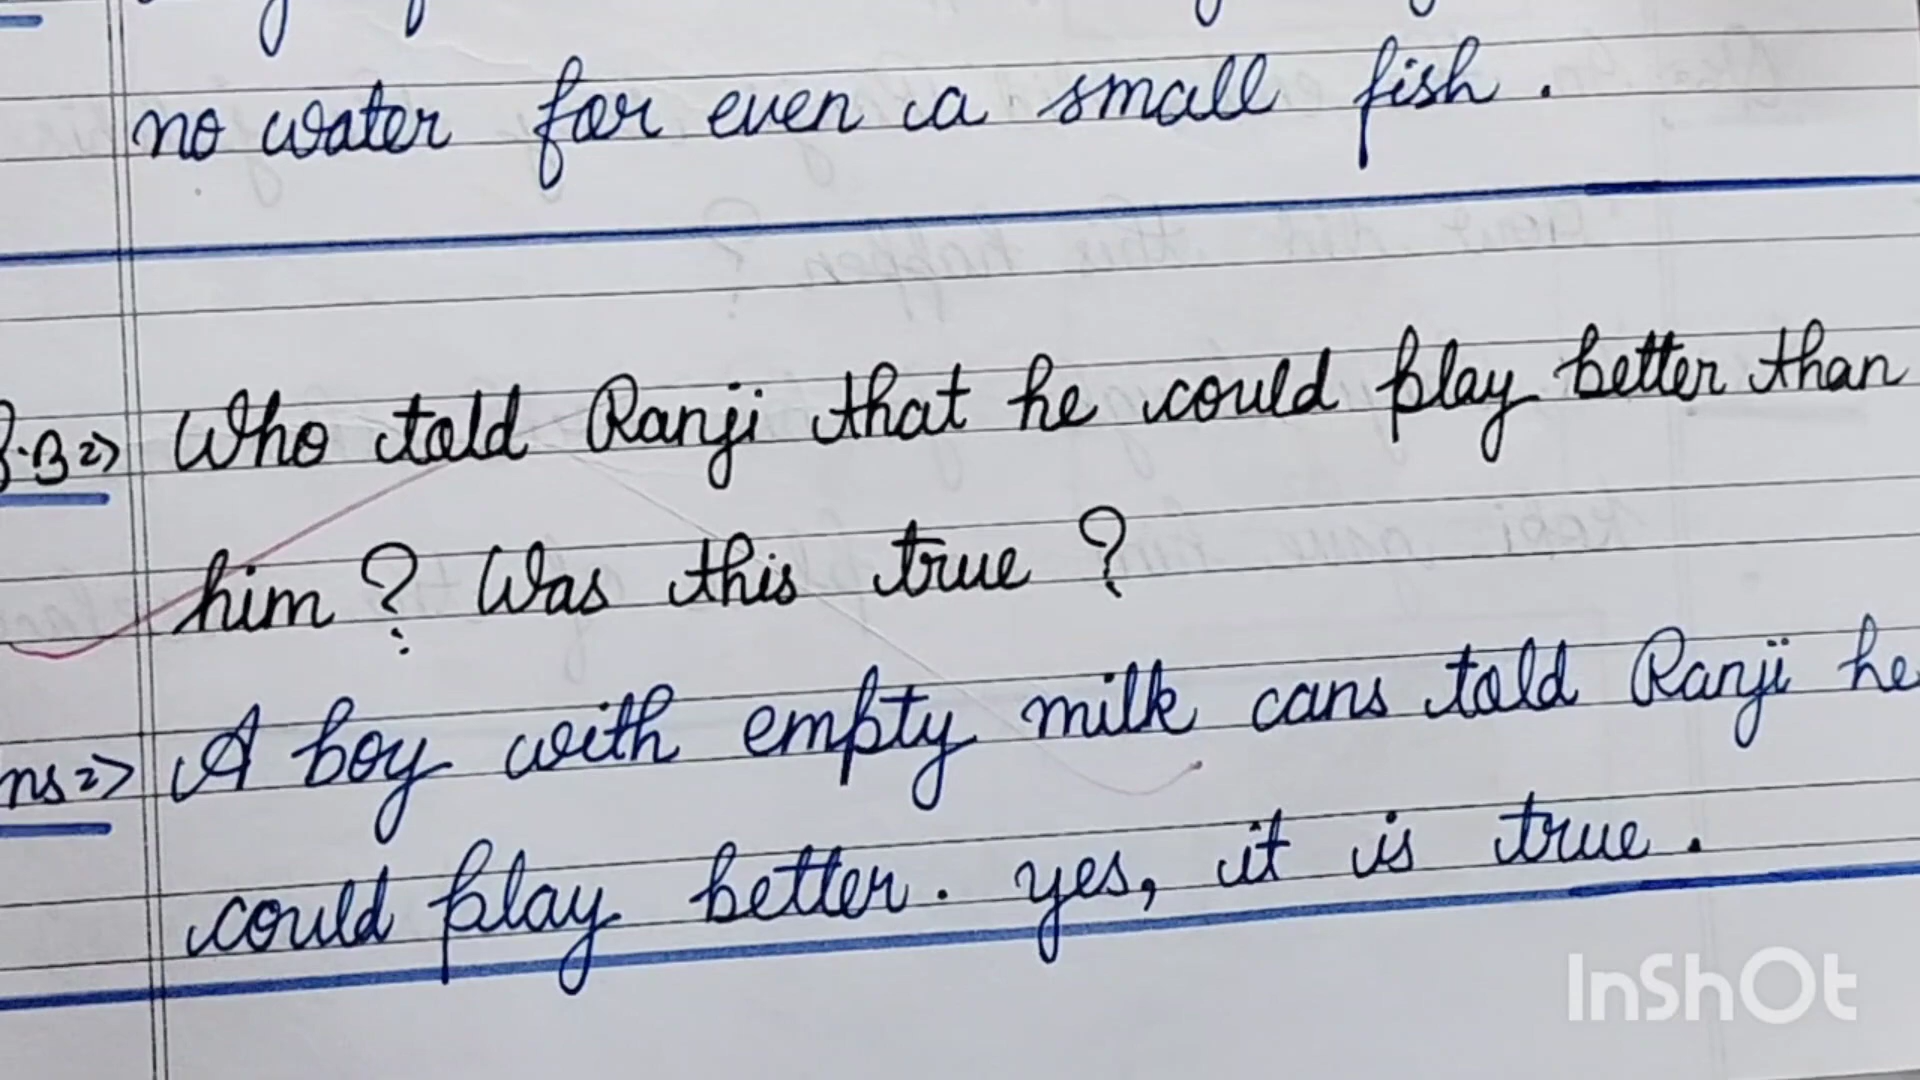 no water for even a small fish.
Q.3 => Who told Ranji that he could play better than
him? Was this true?
Ans => A boy with empty milk cans told Ranji he
could play better. yes, it is true.
InShOt